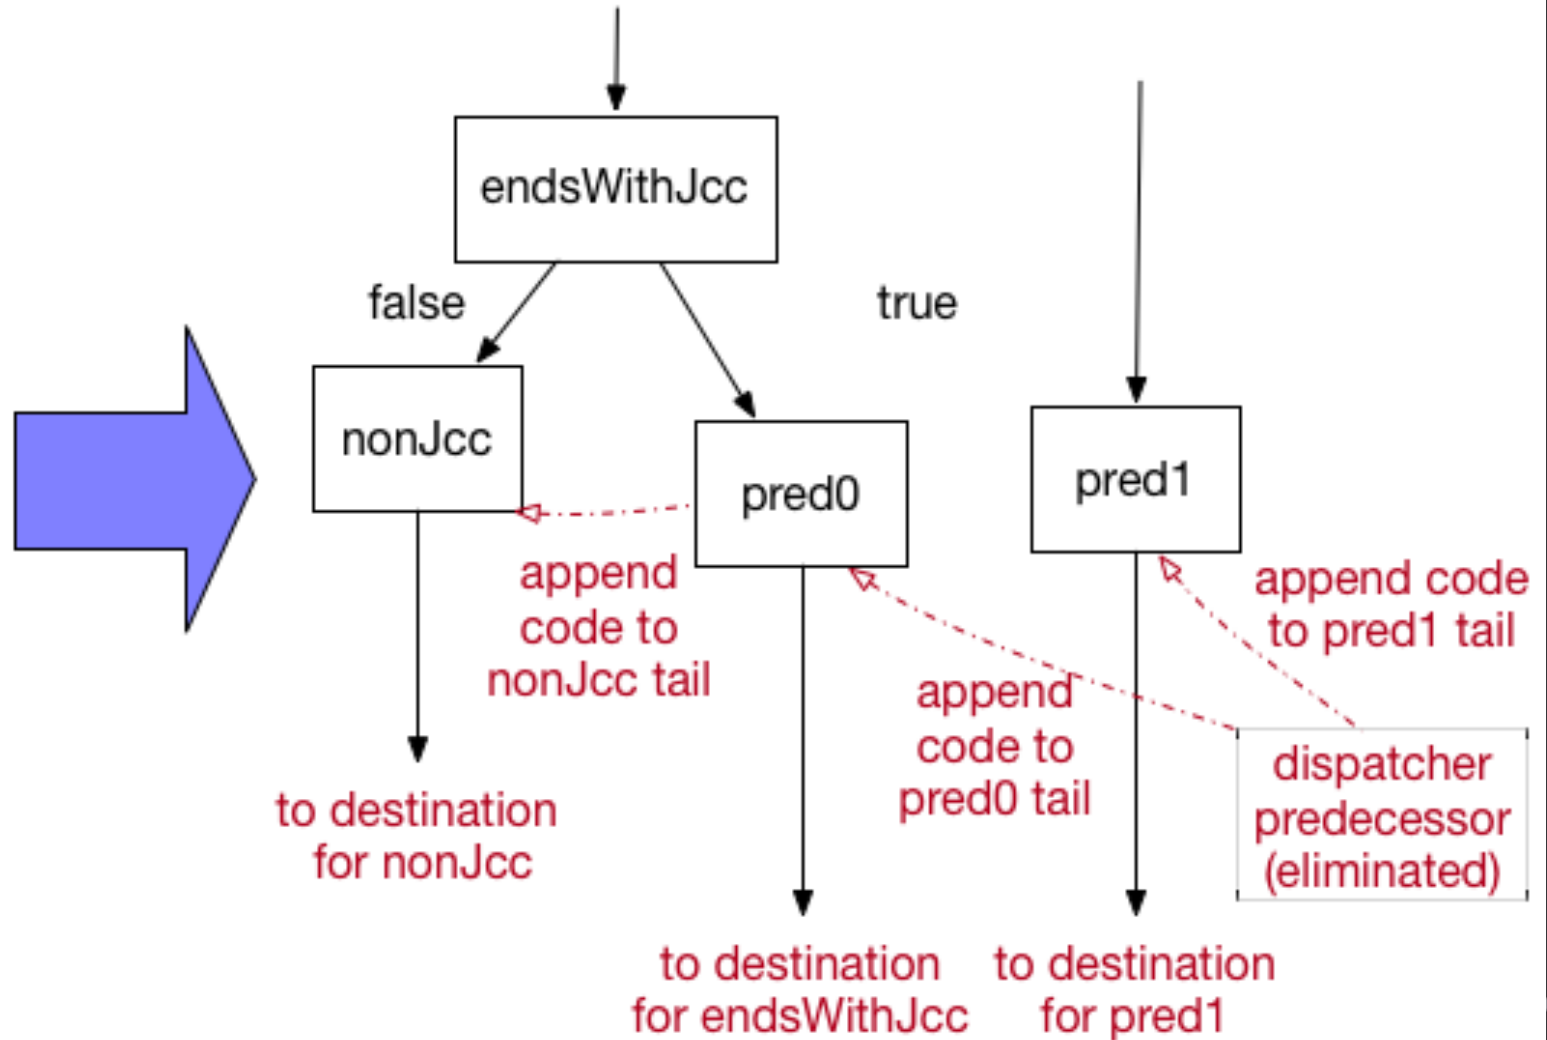 endsWithJcc
false
true
nonJcc
pred0
pred1
append
code to
nonJcc tail
append code
to pred1 tail
append
code to
pred0 tail
dispatcher
predecessor
(eliminated)
to destination
for nonJcc
to destination
for endsWithJcc
to destination
for pred1